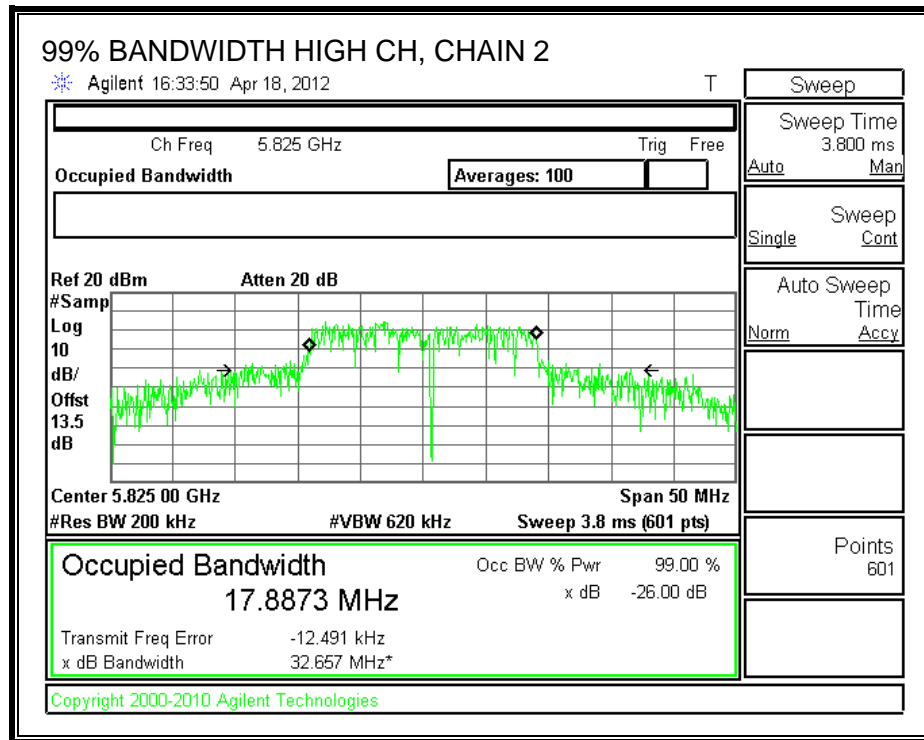 99% BANDWIDTH HIGH CH, CHAIN 2
Agilent 16:33:50 Apr 18, 2012 T
Sweep
Ch Freq 5.825 GHz Trig Free
Occupied Bandwidth Averages: 100
Sweep Time
3.800 ms
Auto Man
Sweep
Single Cont
Auto Sweep
Time
Norm Accy
Points
601
Ref 20 dBm Atten 20 dB
#Samp
Log
10
dB/
Offst
13.5
dB
Center 5.825 00 GHz Span 50 MHz
#Res BW 200 kHz #VBW 620 kHz Sweep 3.8 ms (601 pts)
Occupied Bandwidth Occ BW % Pwr 99.00 %
17.8873 MHz x dB -26.00 dB
Transmit Freq Error -12.491 kHz
x dB Bandwidth 32.657 MHz*
Copyright 2000-2010 Agilent Technologies